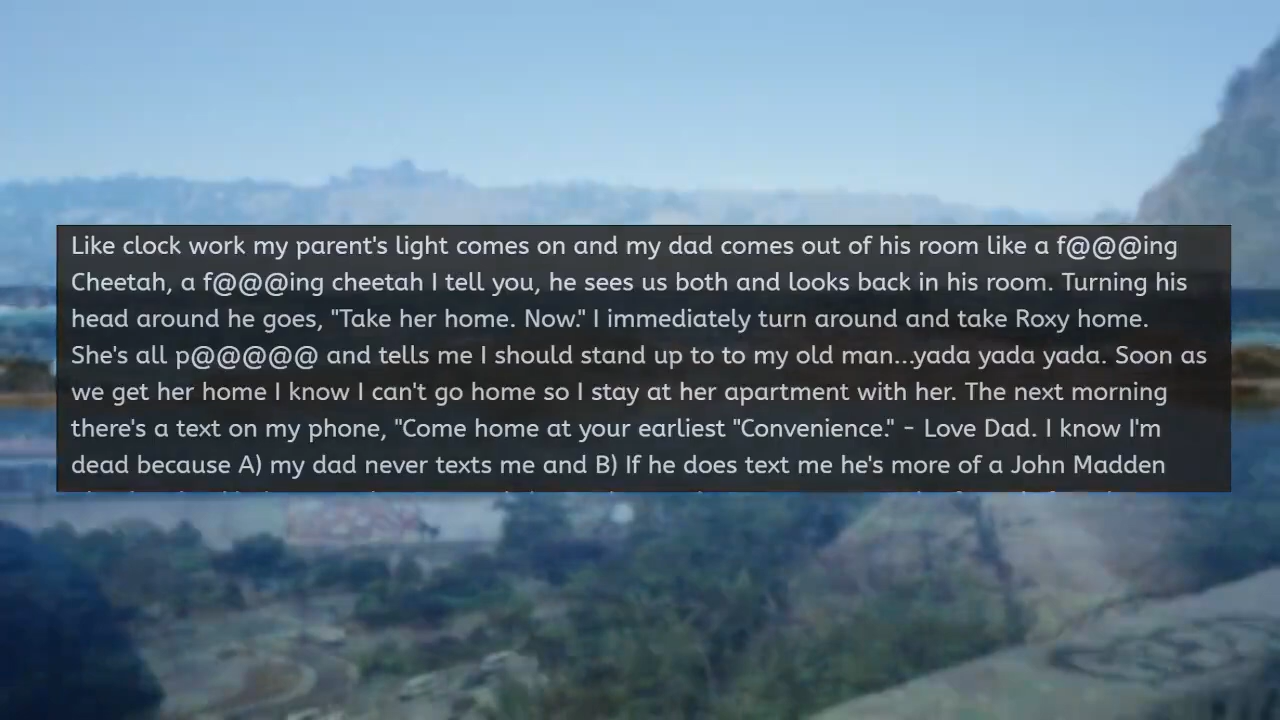 Like clock work my parent's light comes on and my dad comes out of his room like a f@@@ing
Cheetah, a f@@@ing cheetah I tell you, he sees us both and looks back in his room. Turning his
head around he goes, "Take her home. Now." I immediately turn around and take Roxy home.
She's all p@@@@@ and tells me I should stand up to to my old man...yada yada yada. Soon as
we get her home I know I can't go home so I stay at her apartment with her. The next morning
there's a text on my phone, "Come home at your earliest "Convenience." - Love Dad. I know I'm
dead because A) my dad never texts me and B) If he does text me he's more of a John Madden